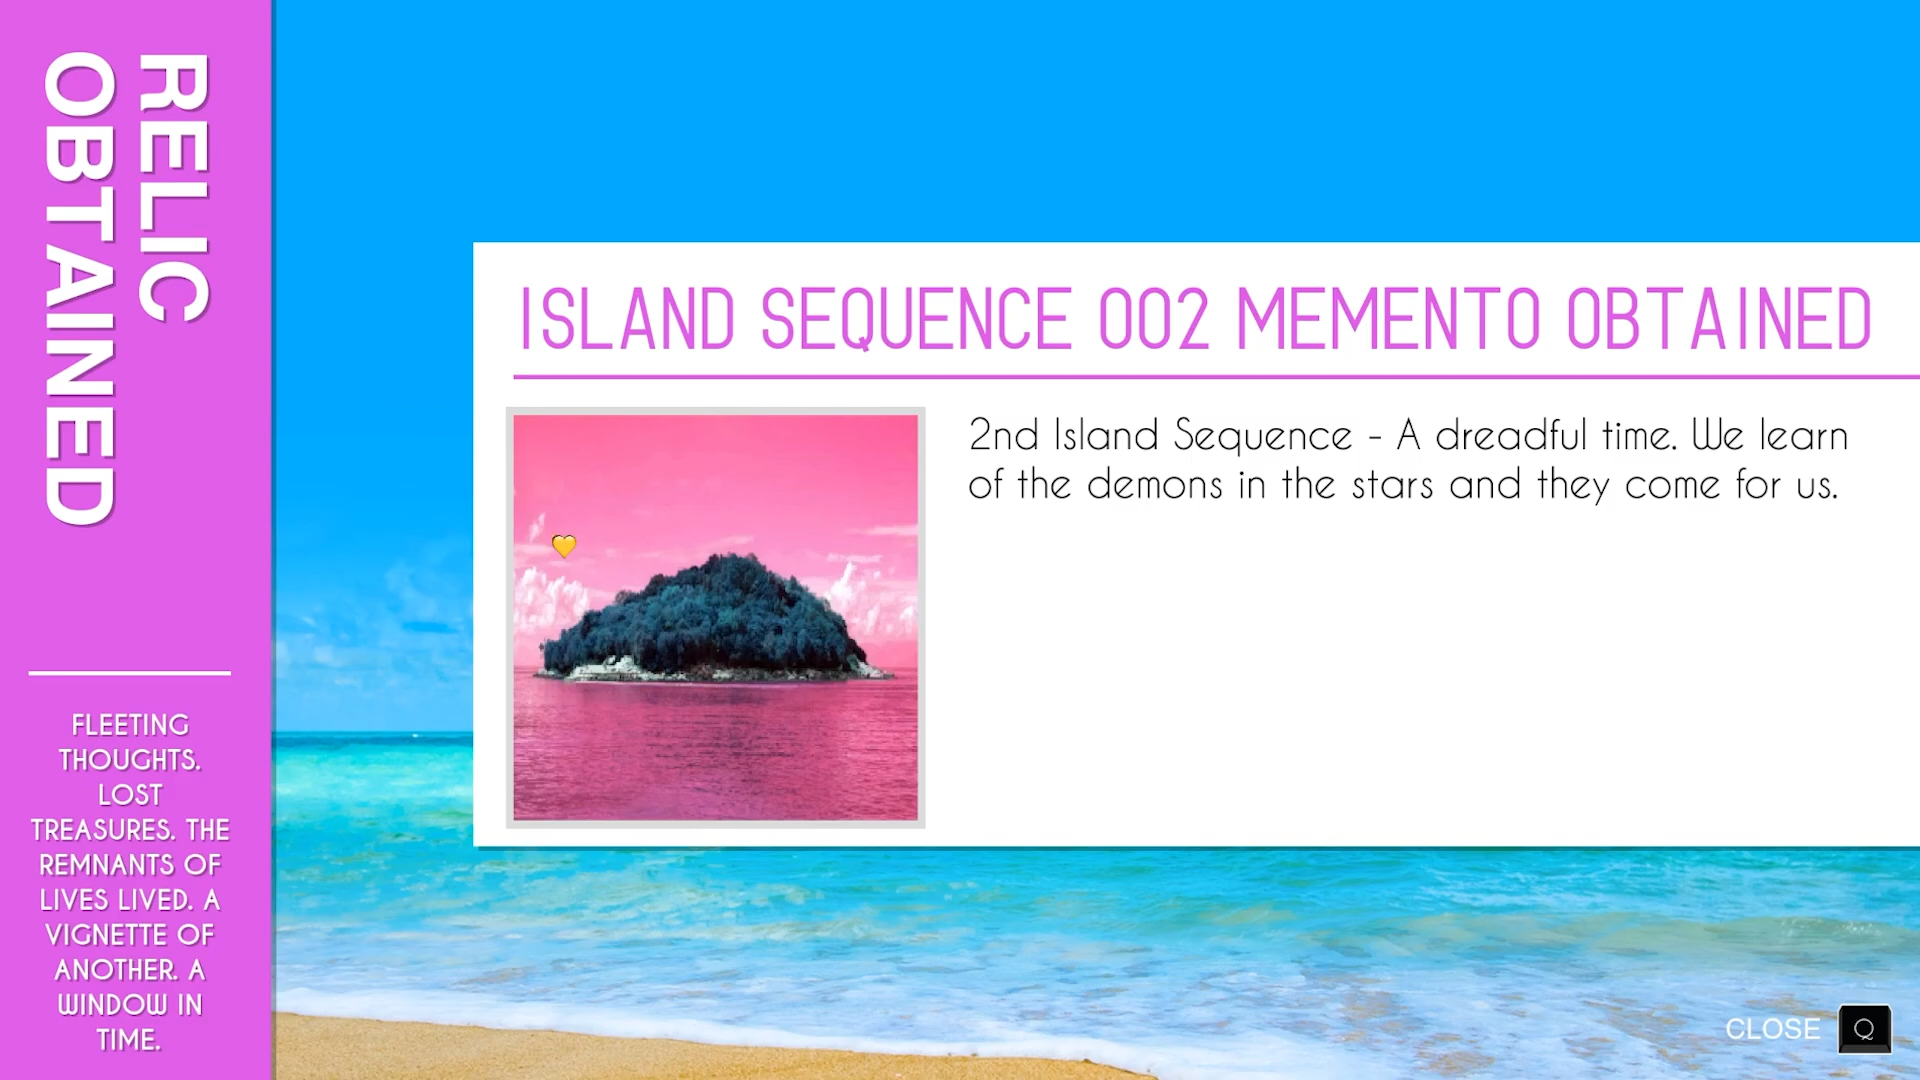 RELIC
OBTAINED
FLEETING
THOUGHTS.
LOST
TREASURES. THE
REMNANTS OF
LIVES LIVED. A
VIGNETTE OF
ANOTHER. A
WINDOW IN
TIME.
ISLAND SEQUENCE 002 MEMENTO OBTAINED
2nd Island Sequence - A dreadful time. We learn
of the demons in the stars and they come for us.
CLOSE Q